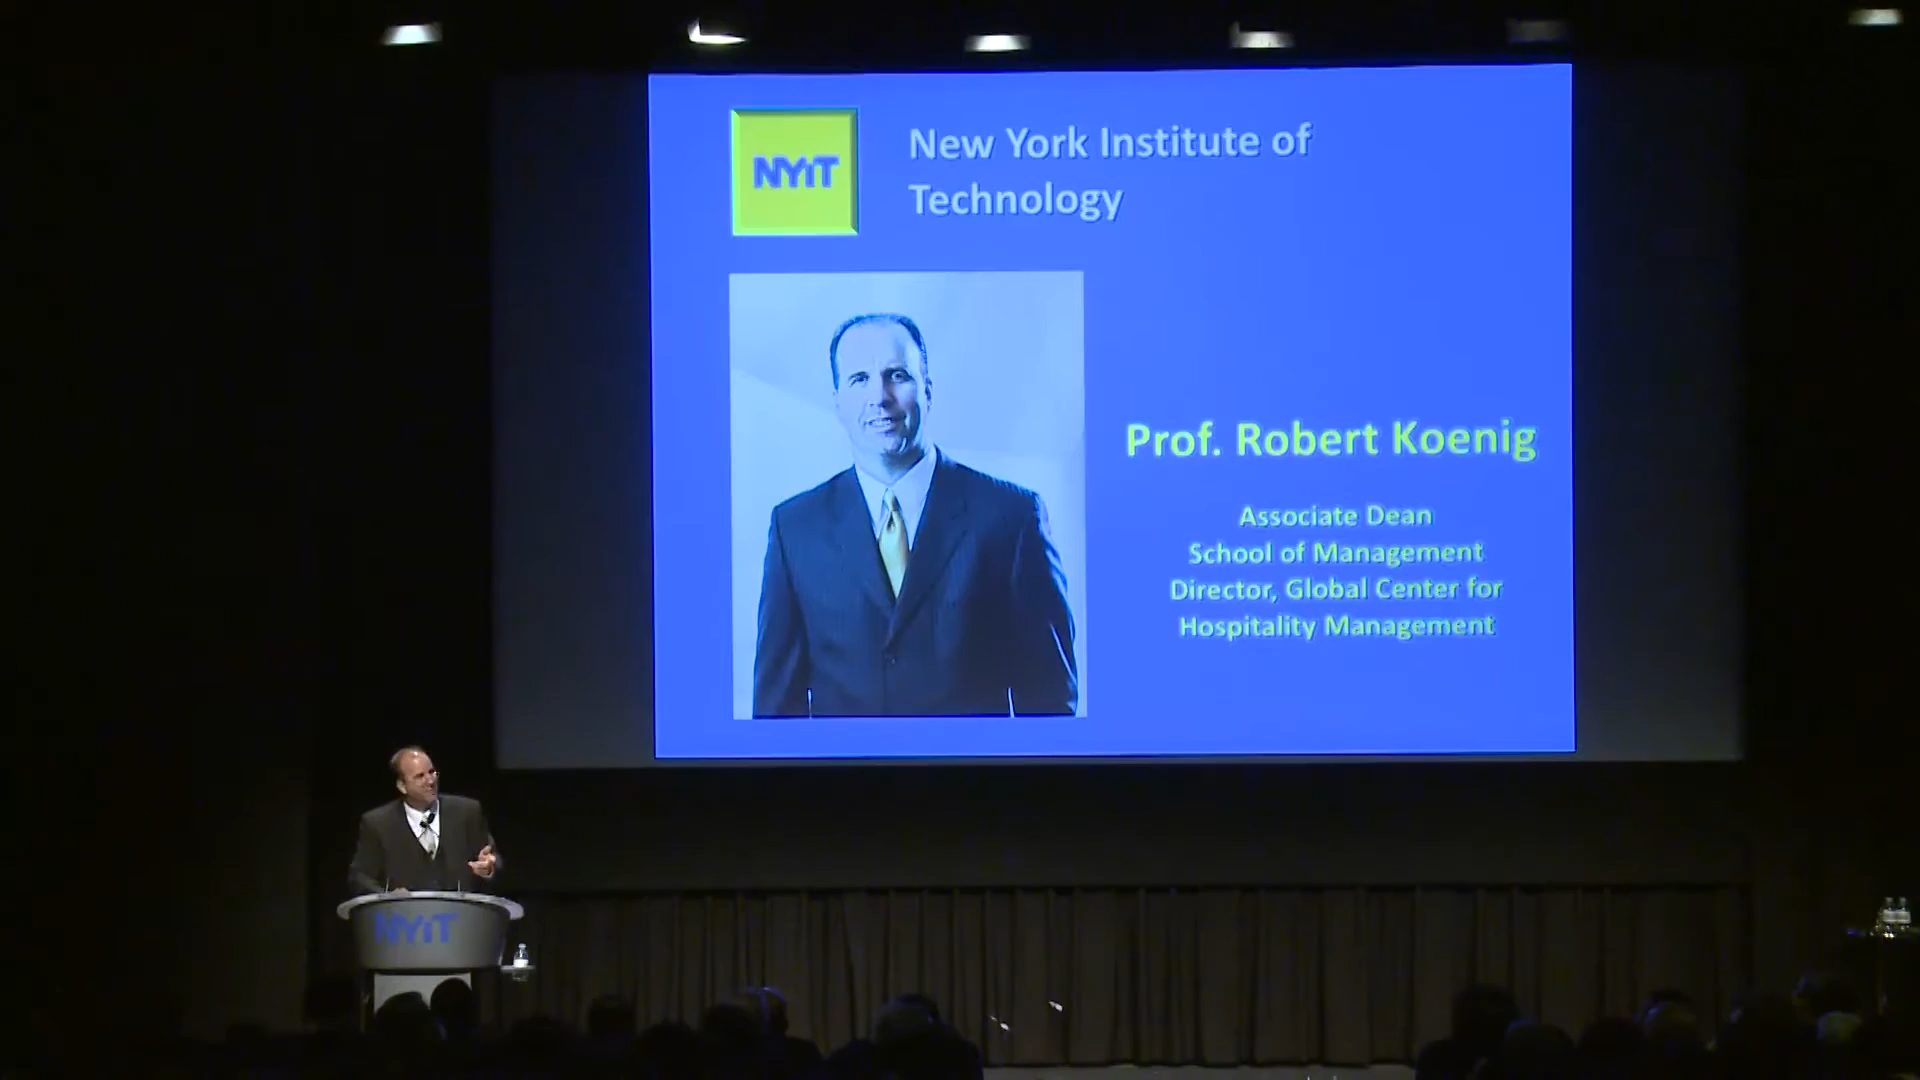 NYiT
New York Institute of
Technology
Prof. Robert Koenig
Associate Dean
School of Management
Director, Global Center for
Hospitality Management
NYiT